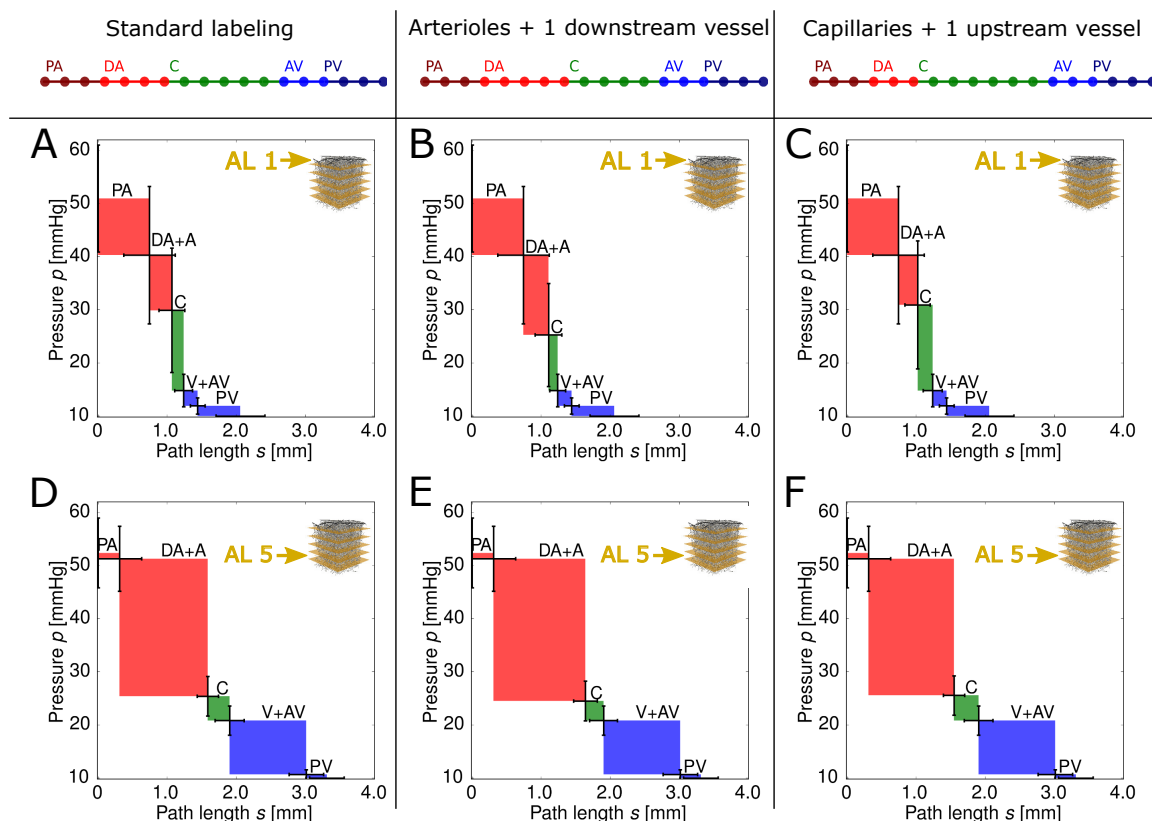 Standard labeling
Arterioles + 1 downstream vessel
Capillaries + 1 upstream vessel
PA DA C AV PV
PA DA C AV PV
PA DA C AV PV
A
AL 1
60
50
40
30
20
10
Pressure p [mmHg]
PA
DA+A
C
V+AV
PV
0 1.0 2.0 3.0 4.0
Path length s [mm]
B
AL 1
60
50
40
30
20
10
Pressure p [mmHg]
PA
DA+A
C
V+AV
PV
0 1.0 2.0 3.0 4.0
Path length s [mm]
C
AL 1
60
50
40
30
20
10
Pressure p [mmHg]
PA
DA+A
C
V+AV
PV
0 1.0 2.0 3.0 4.0
Path length s [mm]
D
AL 5
60
50
40
30
20
10
Pressure p [mmHg]
PA
DA+A
C
V+AV
PV
0 1.0 2.0 3.0 4.0
Path length s [mm]
E
AL 5
60
50
40
30
20
10
Pressure p [mmHg]
PA
DA+A
C
V+AV
PV
0 1.0 2.0 3.0 4.0
Path length s [mm]
F
AL 5
60
50
40
30
20
10
Pressure p [mmHg]
PA
DA+A
C
V+AV
PV
0 1.0 2.0 3.0 4.0
Path length s [mm]